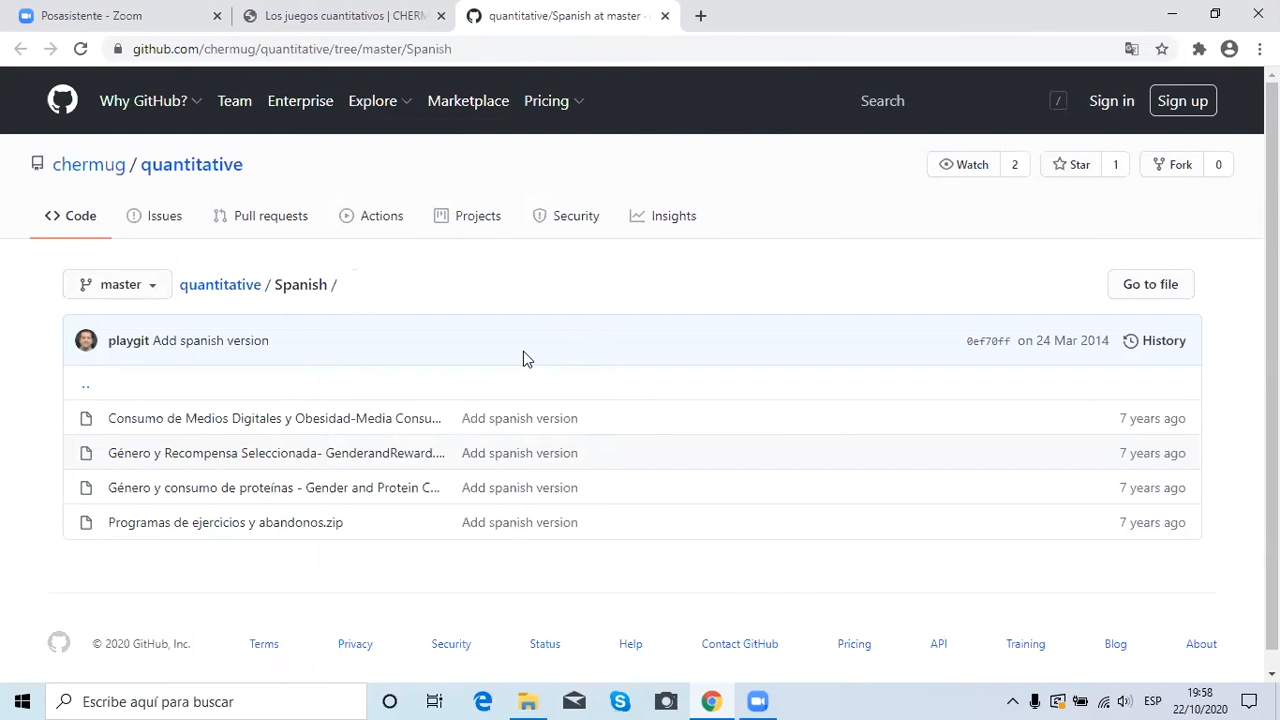 Posasistente - Zoom
Los juegos cuantitativos | CHERM
quantitative/Spanish at master ·
github.com/chermug/quantitative/tree/master/Spanish
Why GitHub? Team Enterprise Explore Marketplace Pricing Search / Sign in Sign up
chermug / quantitative
Watch 2 Star 1 Fork 0
Code Issues Pull requests Actions Projects Security Insights
master quantitative / Spanish / Go to file
playgit Add spanish version 0ef70ff on 24 Mar 2014 History
..
Consumo de Medios Digitales y Obesidad-Media Consu... Add spanish version 7 years ago
Género y Recompensa Seleccionada- GenderandReward.... Add spanish version 7 years ago
Género y consumo de proteínas - Gender and Protein C... Add spanish version 7 years ago
Programas de ejercicios y abandonos.zip Add spanish version 7 years ago
© 2020 GitHub, Inc. Terms Privacy Security Status Help Contact GitHub Pricing API Training Blog About
Escribe aquí para buscar
ESP
19:58
22/10/2020